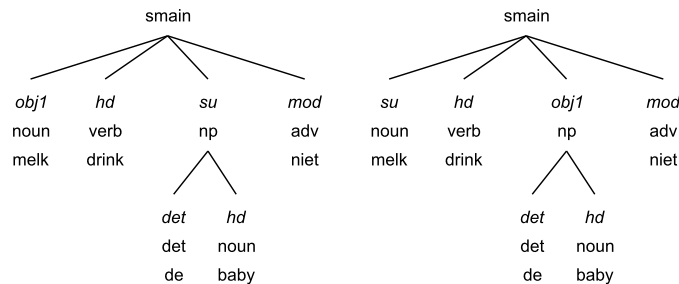 smain
obj1 hd su mod
noun verb np adv
melk drink niet
det hd
det noun
de baby
smain
su hd obj1 mod
noun verb np adv
melk drink niet
det hd
det noun
de baby